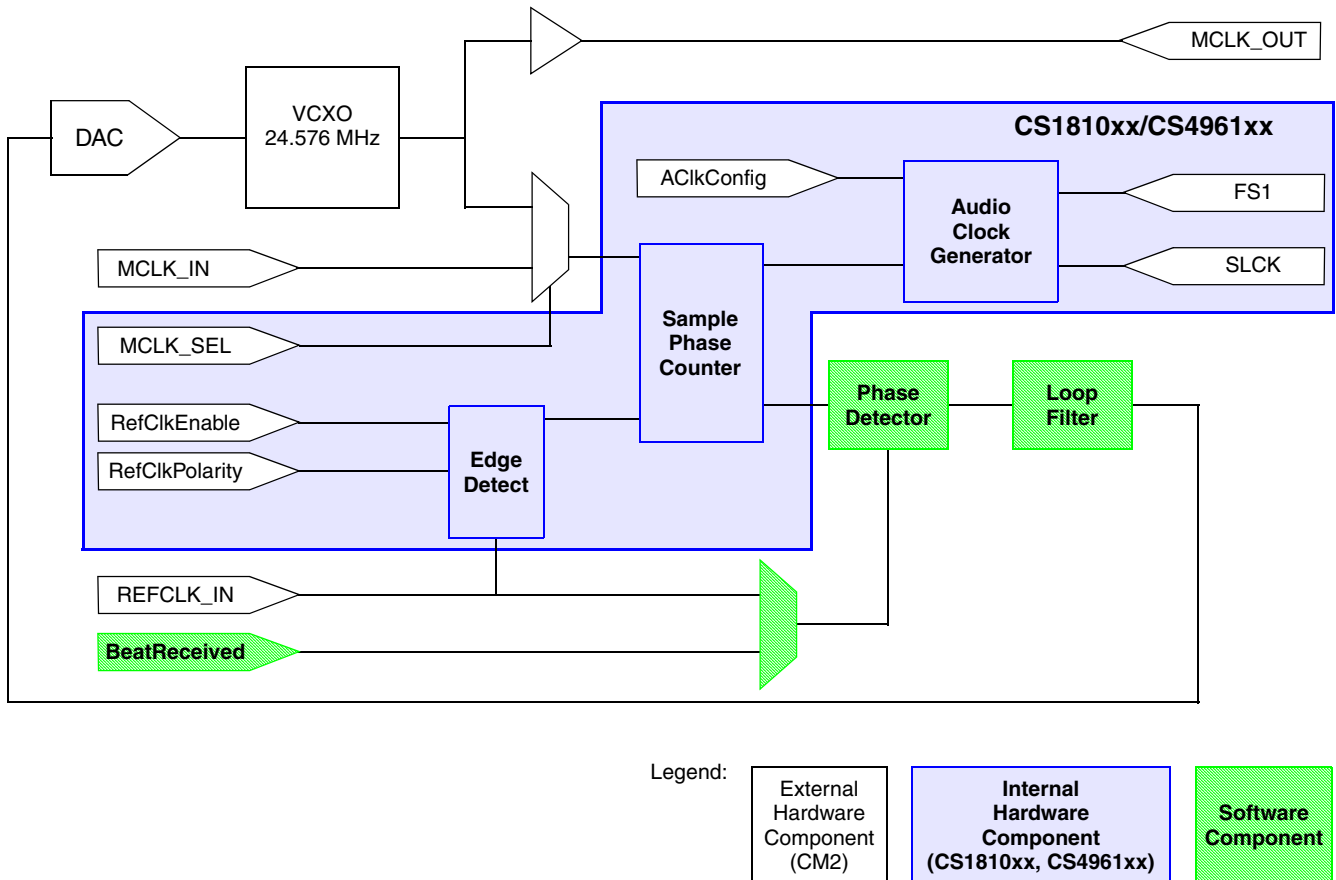 MCLK_OUT
VCXO
24.576 MHz
DAC
CS1810xx/CS4961xx
AClkConfig
Audio
Clock
Generator
FS1
SLCK
MCLK_IN
MCLK_SEL
Sample
Phase
Counter
RefClkEnable
RefClkPolarity
Edge
Detect
Phase
Detector
Loop
Filter
REFCLK_IN
BeatReceived
Legend:
External
Hardware
Component
(CM2)
Internal
Hardware
Component
(CS1810xx, CS4961xx)
Software
Component